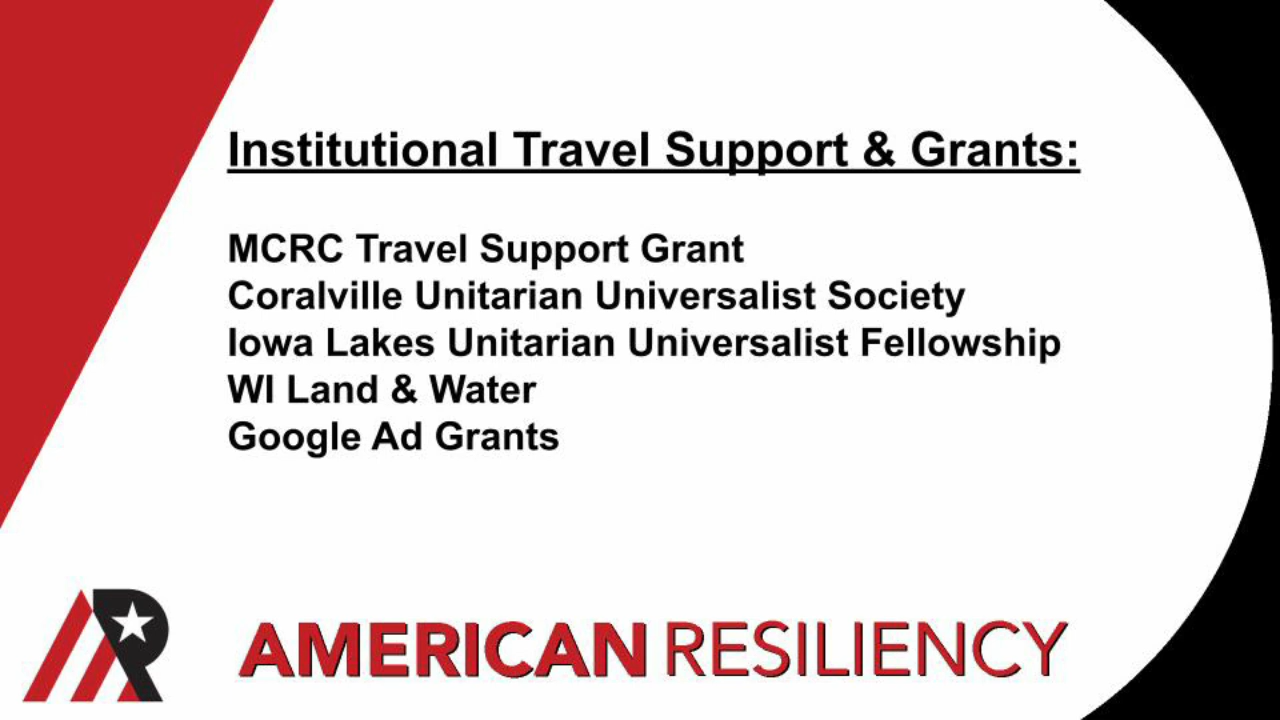 Institutional Travel Support & Grants:
MCRC Travel Support Grant
Coralville Unitarian Universalist Society
Iowa Lakes Unitarian Universalist Fellowship
WI Land & Water
Google Ad Grants
AMERICAN RESILIENCY